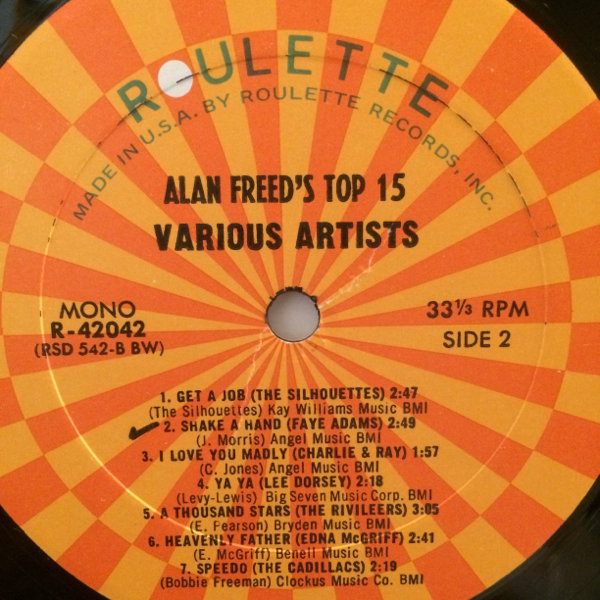 ROULETTE
MADE IN U.S.A. BY ROULETTE RECORDS, INC.
ALAN FREED'S TOP 15
VARIOUS ARTISTS
MONO
R-42042
(RSD 542-B BW)
33⅓ RPM
SIDE 2
1. GET A JOB (THE SILHOUETTES) 2:47
(The Silhouettes) Kay Williams Music BMI
2. SHAKE A HAND (FAYE ADAMS) 2:49
(J. Morris) Angel Music BMI
3. I LOVE YOU MADLY (CHARLIE & RAY) 1:57
(C. Jones) Angel Music BMI
4. YA YA (LEE DORSEY) 2:18
(Levy-Lewis) Big Seven Music Corp. BMI
5. A THOUSAND STARS (THE RIVILEERS) 3:05
(E. Pearson) Bryden Music BMI
6. HEAVENLY FATHER (EDNA McGRIFF) 2:41
(E. McGriff) Benell Music BMI
7. SPEEDO (THE CADILLACS) 2:19
(Bobbie Freeman) Clockus Music Co. BMI